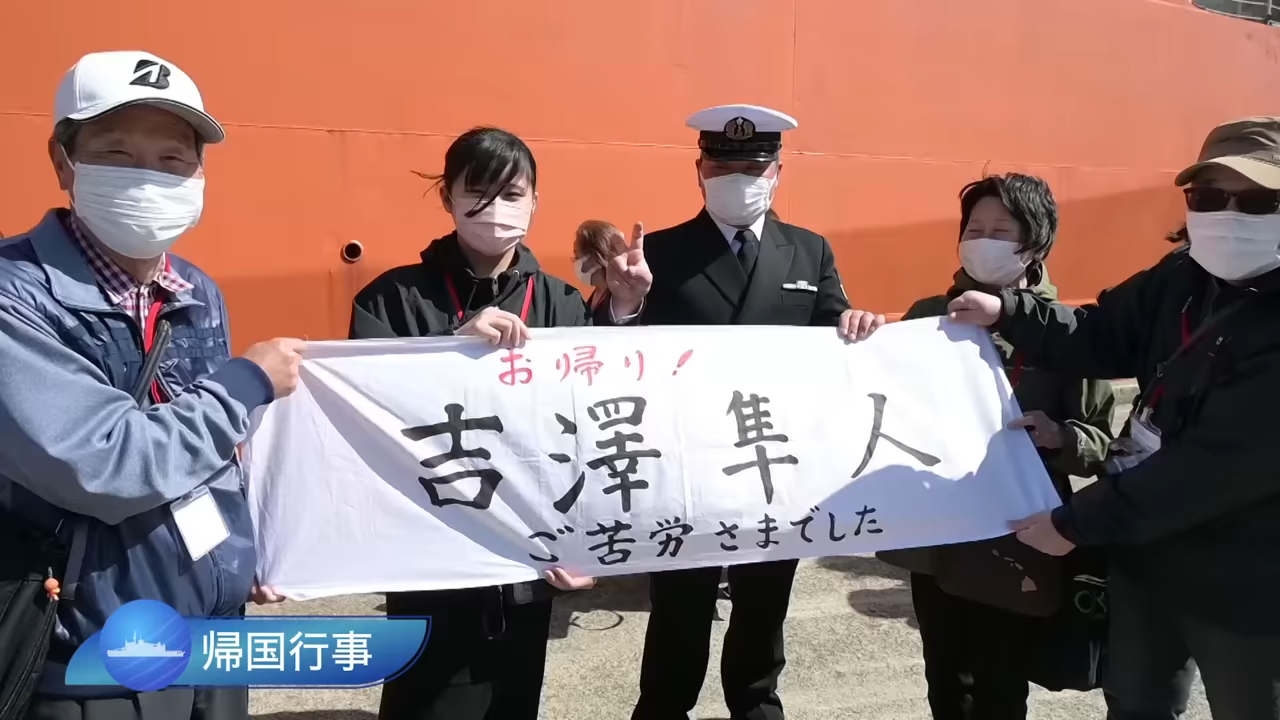 お帰り!
吉澤隼人
ご苦労さまでした
帰国行事